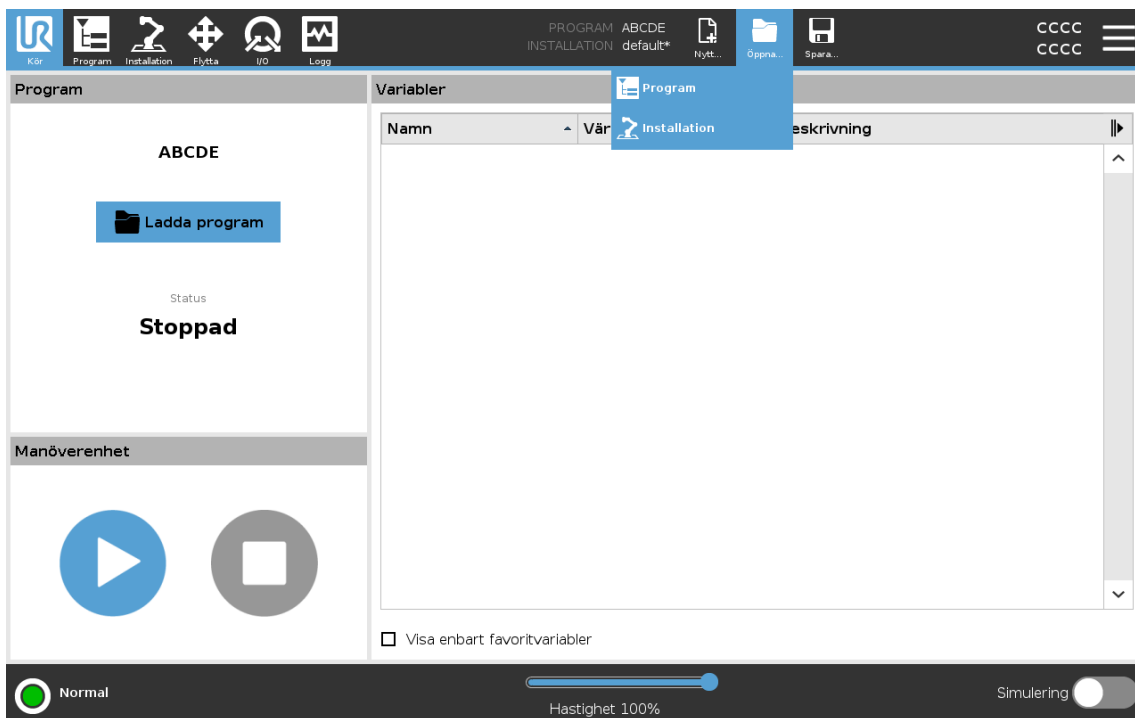 PROGRAM ABCDE
INSTALLATION default*
CCCC
CCCC
Kör Program Installation Flytta I/O Logg
Nytt... Öppna... Spara...
Program
Installation
Program
ABCDE
Ladda program
Status
Stoppad
Manöverenhet
Variabler
Namn Vär eskrivning
Visa enbart favoritvariabler
Normal
Hastighet 100%
Simulering